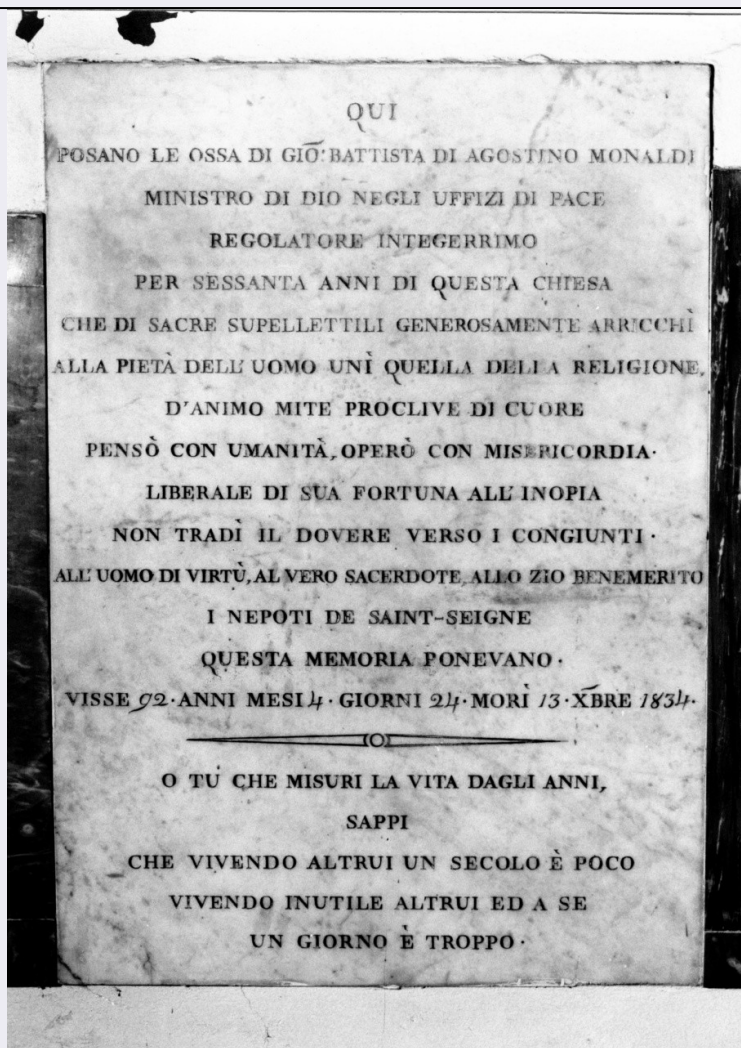 QUI
POSANO LE OSSA DI GIO̅: BATTISTA DI AGOSTINO MONALDI
MINISTRO DI DIO NEGLI UFFIZI DI PACE
REGOLATORE INTEGERRIMO
PER SESSANTA ANNI DI QUESTA CHIESA
CHE DI SACRE SUPELLETTILI GENEROSAMENTE ARRICCHÌ
ALLA PIETÀ DELL' UOMO UNÌ QUELLA DELLA RELIGIONE,
D'ANIMO MITE PROCLIVE DI CUORE
PENSÒ CON UMANITÀ, OPERÒ CON MISERICORDIA·
LIBERALE DI SUA FORTUNA ALL' INOPIA
NON TRADÌ IL DOVERE VERSO I CONGIUNTI·
ALL' UOMO DI VIRTÙ, AL VERO SACERDOTE, ALLO ZIO BENEMERITO
I NEPOTI DE SAINT-SEIGNE
QUESTA MEMORIA PONEVANO·
VISSE 92· ANNI MESI 4· GIORNI 24· MORÌ 13· X̅BRE 1834·
O TU CHE MISURI LA VITA DAGLI ANNI,
SAPPI
CHE VIVENDO ALTRUI UN SECOLO È POCO
VIVENDO INUTILE ALTRUI ED A SE
UN GIORNO È TROPPO·